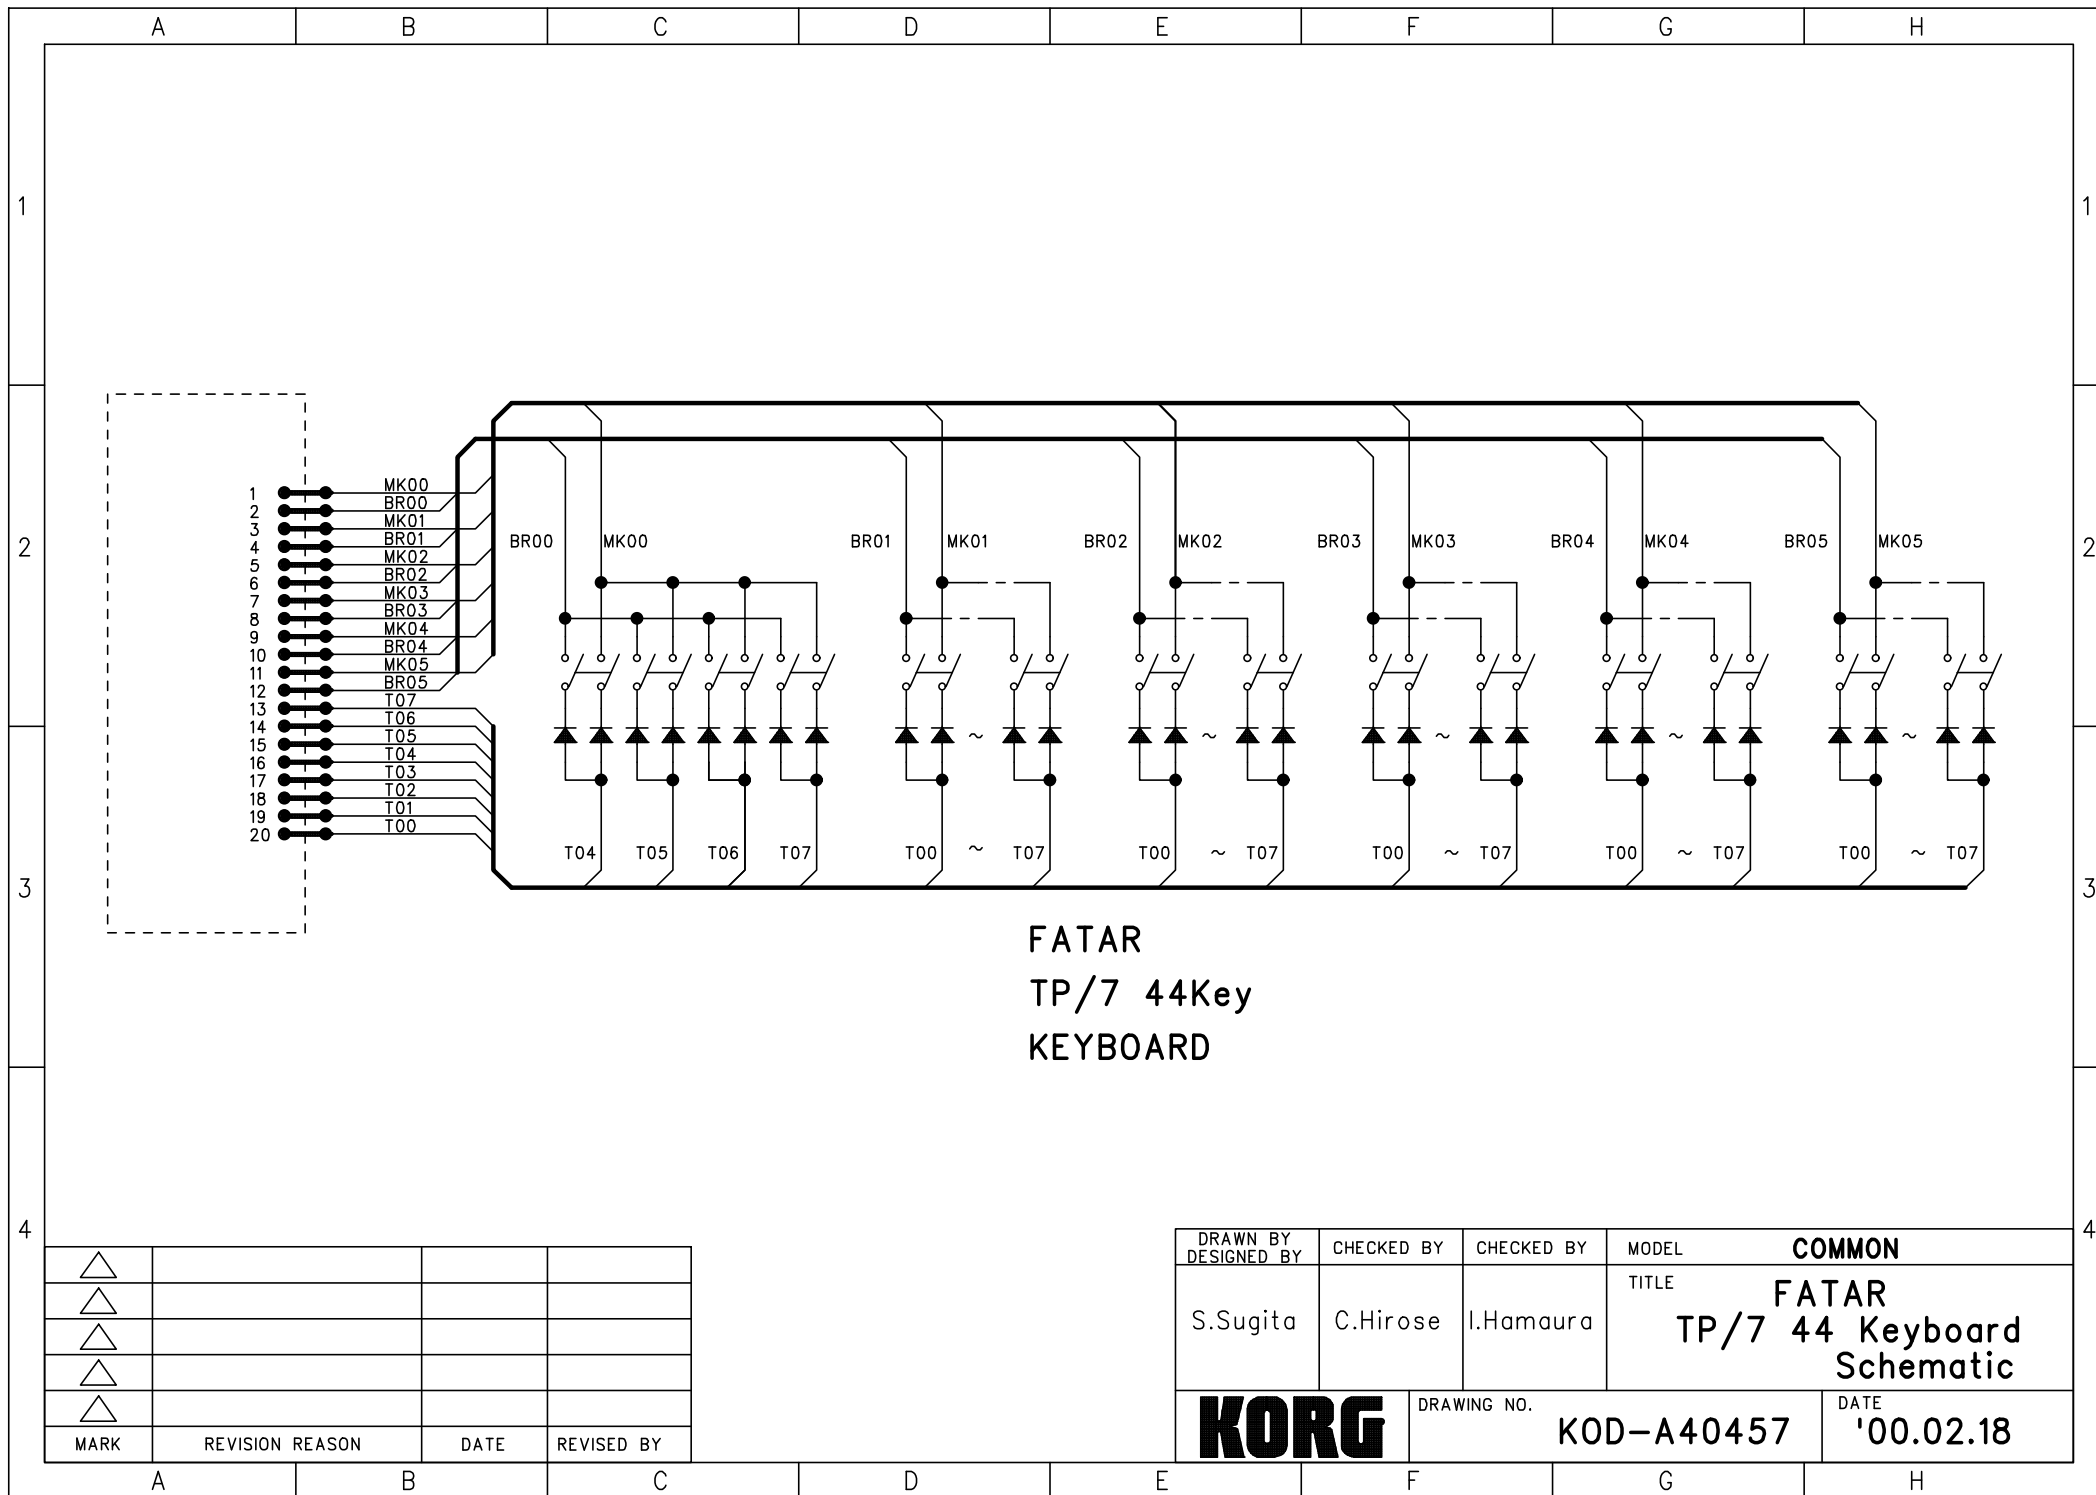 A B C D E F G H
1 1
MK00
1
BR00
2
MK01
3
BR01
4
MK02
5
BR02
6
MK03
7
BR03
8
MK04
9
BR04
10
MK05
11
BR05
12
T07
13
T06
14
T05
15
T04
16
T03
17
T02
18
T01
19
T00
20
2 2
BR00 MK00 BR01 MK01 BR02 MK02 BR03 MK03 BR04 MK04 BR05 MK05
~ ~ ~ ~ ~
T04 T05 T06 T07 T00 ~ T07 T00 ~ T07 T00 ~ T07 T00 ~ T07 T00 ~ T07
3 3
FATAR
TP/7 44Key
KEYBOARD
4 4
MARK REVISION REASON DATE REVISED BY
DRAWN BY
DESIGNED BY
CHECKED BY
CHECKED BY
MODEL COMMON
S.Sugita
C.Hirose
I.Hamaura
TITLE
FATAR
TP/7 44 Keyboard
Schematic
KORG
DRAWING NO.
KOD-A40457
DATE
'00.02.18
A B C D E F G H